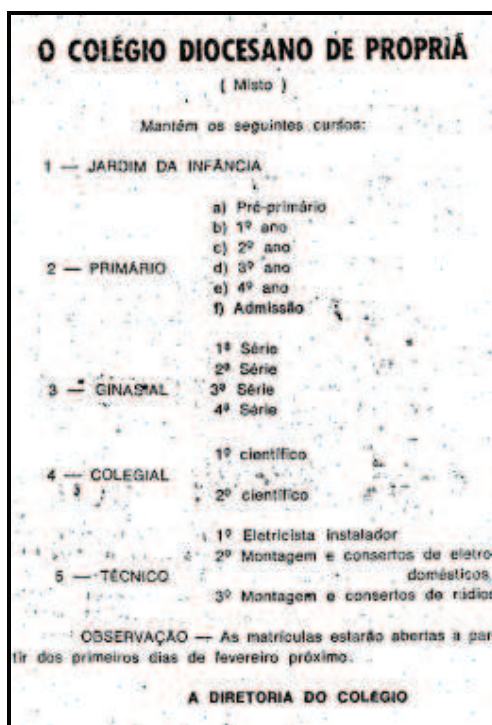 O COLÉGIO DIOCESANO DE PROPRIÁ
( Misto )
Mantém os seguintes cursos:
1 — JARDIM DA INFÂNCIA
a) Pré-primário
b) 1º ano
c) 2º ano
2 — PRIMÁRIO d) 3º ano
e) 4º ano
f) Admissão
1ª Série
2ª Série
3 — GINASIAL 3ª Série
4ª Série
1º científico
4 — COLEGIAL
2º científico
1º Eletricista instalador
2º Montagem e consertos de eletro-
5 — TÉCNICO domésticos,
3º Montagem e consertos de rádios
OBSERVAÇÃO — As matrículas estarão abertas a par-
tir dos primeiros dias de fevereiro próximo.
A DIRETORIA DO COLÉGIO